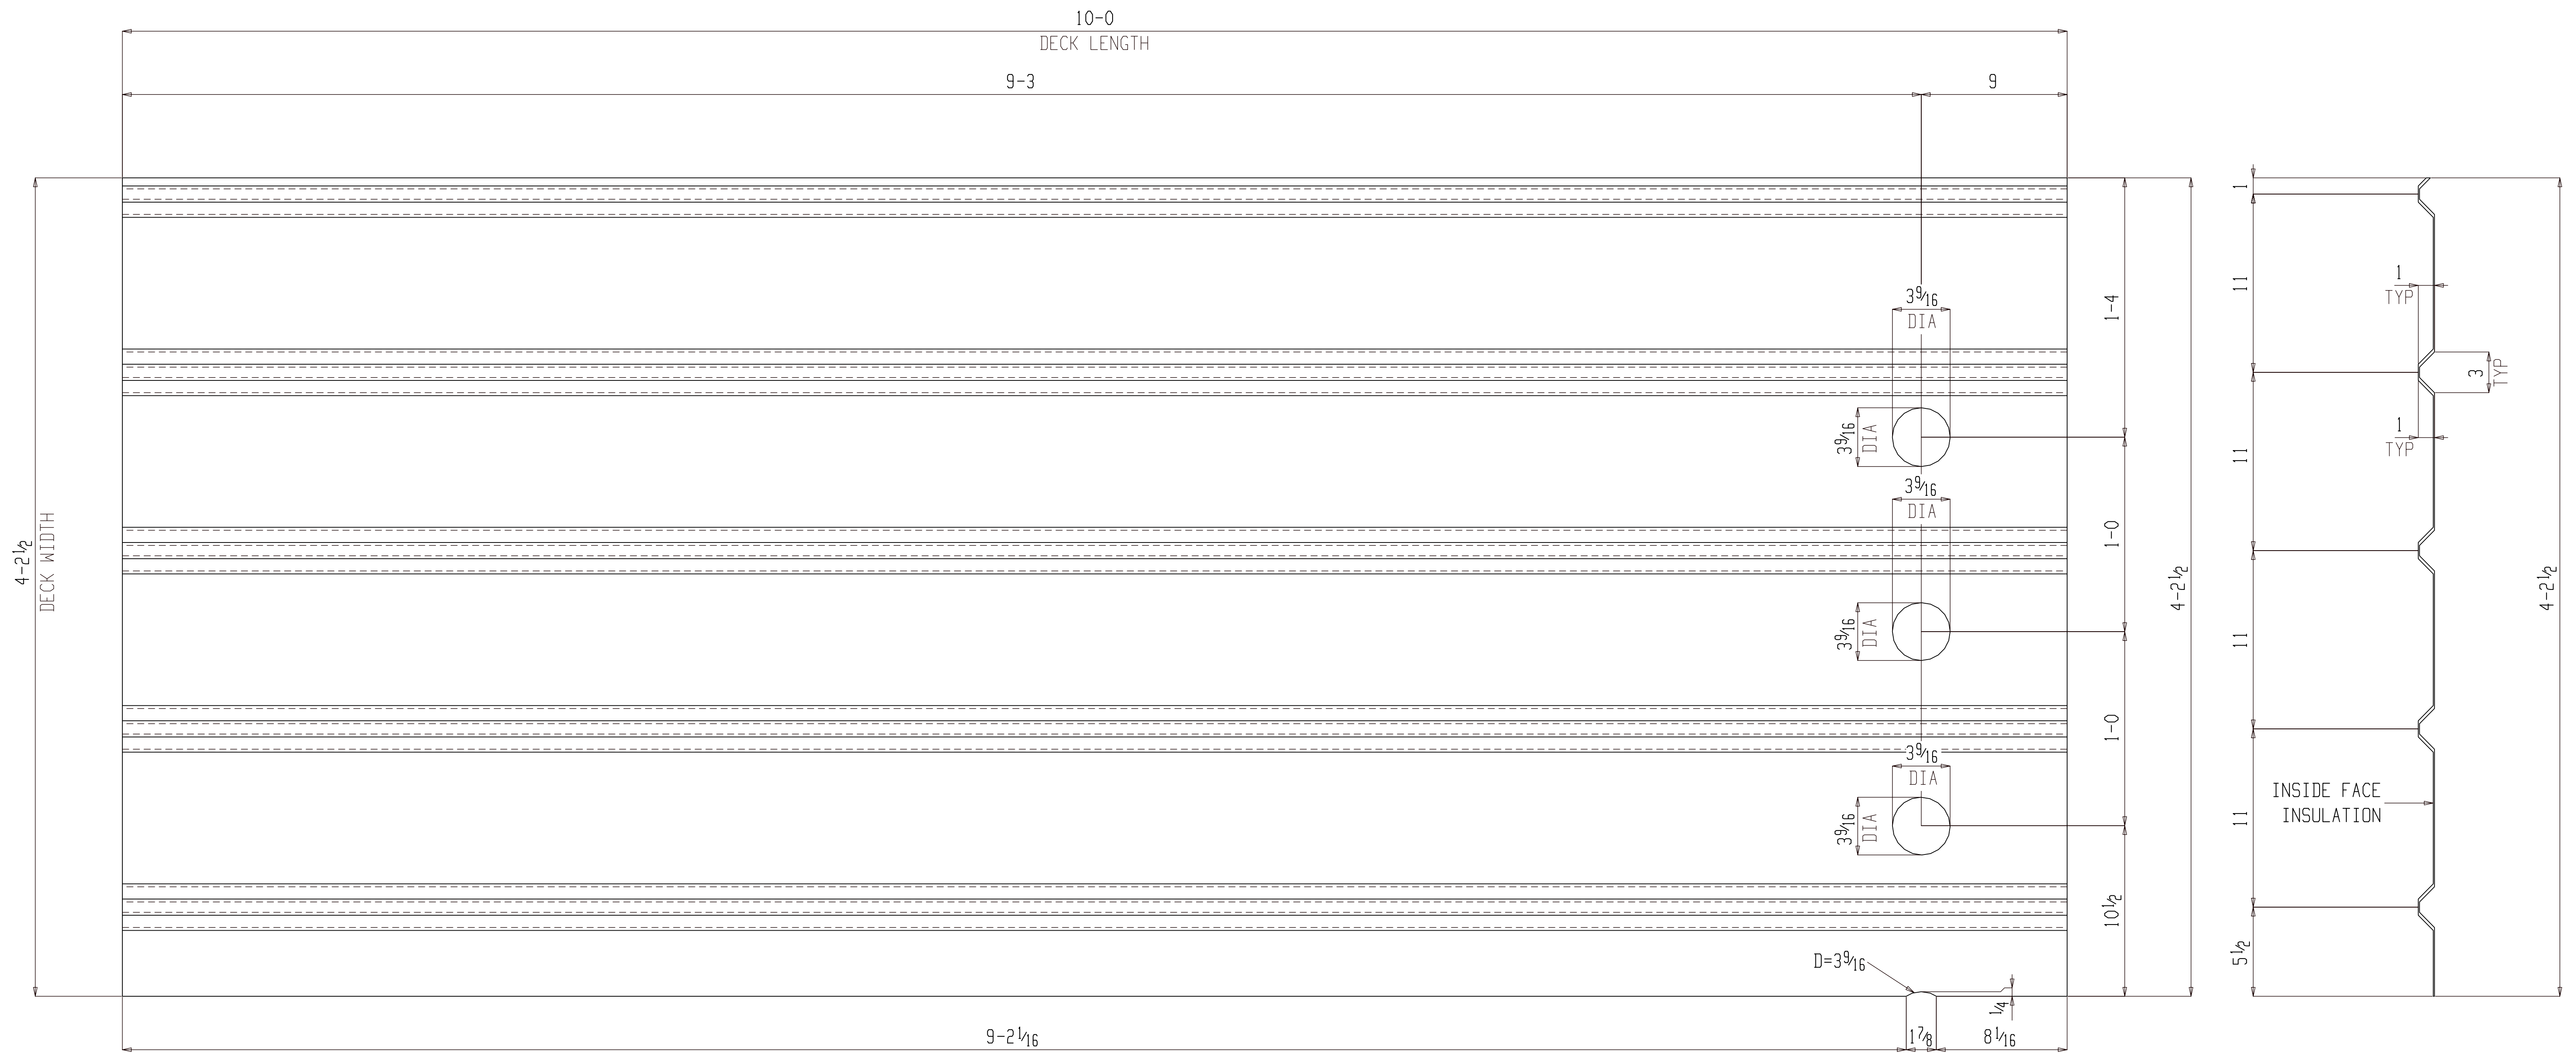 10-0
DECK LENGTH
9-3
9
1
11
1
TYP
3 9/16
DIA
1-4
3
TYP
3 9/16
DIA
1
TYP
11
3 9/16
DIA
1-0
4-2 1/2
DECK WIDTH
4-2 1/2
4-2 1/2
3 9/16
DIA
11
1-0
3 9/16
DIA
INSIDE FACE
INSULATION
3 9/16
DIA
11
10 1/2
5 1/2
D=3 9/16
1/4
9-2 1/16
1 7/8
8 1/16